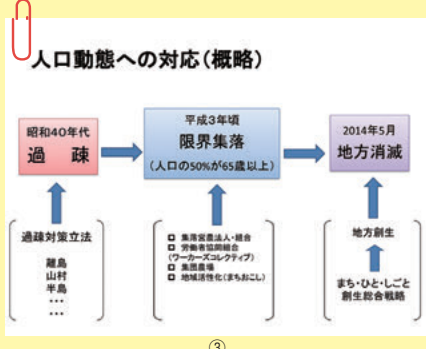 人口動態への対応(概略)
昭和40年代
過 疎
平成3年頃
限界集落
(人口の50%が65歳以上)
2014年5月
地方消滅
過疎対策立法
離島
山村
半島
…
…
□ 集落営農法人・組合
□ 労働者協同組合
(ワーカーズコレクティブ)
□ 集団農場
□ 地域活性化(まちおこし)
地方創生
まち・ひと・しごと
創生総合戦略
③